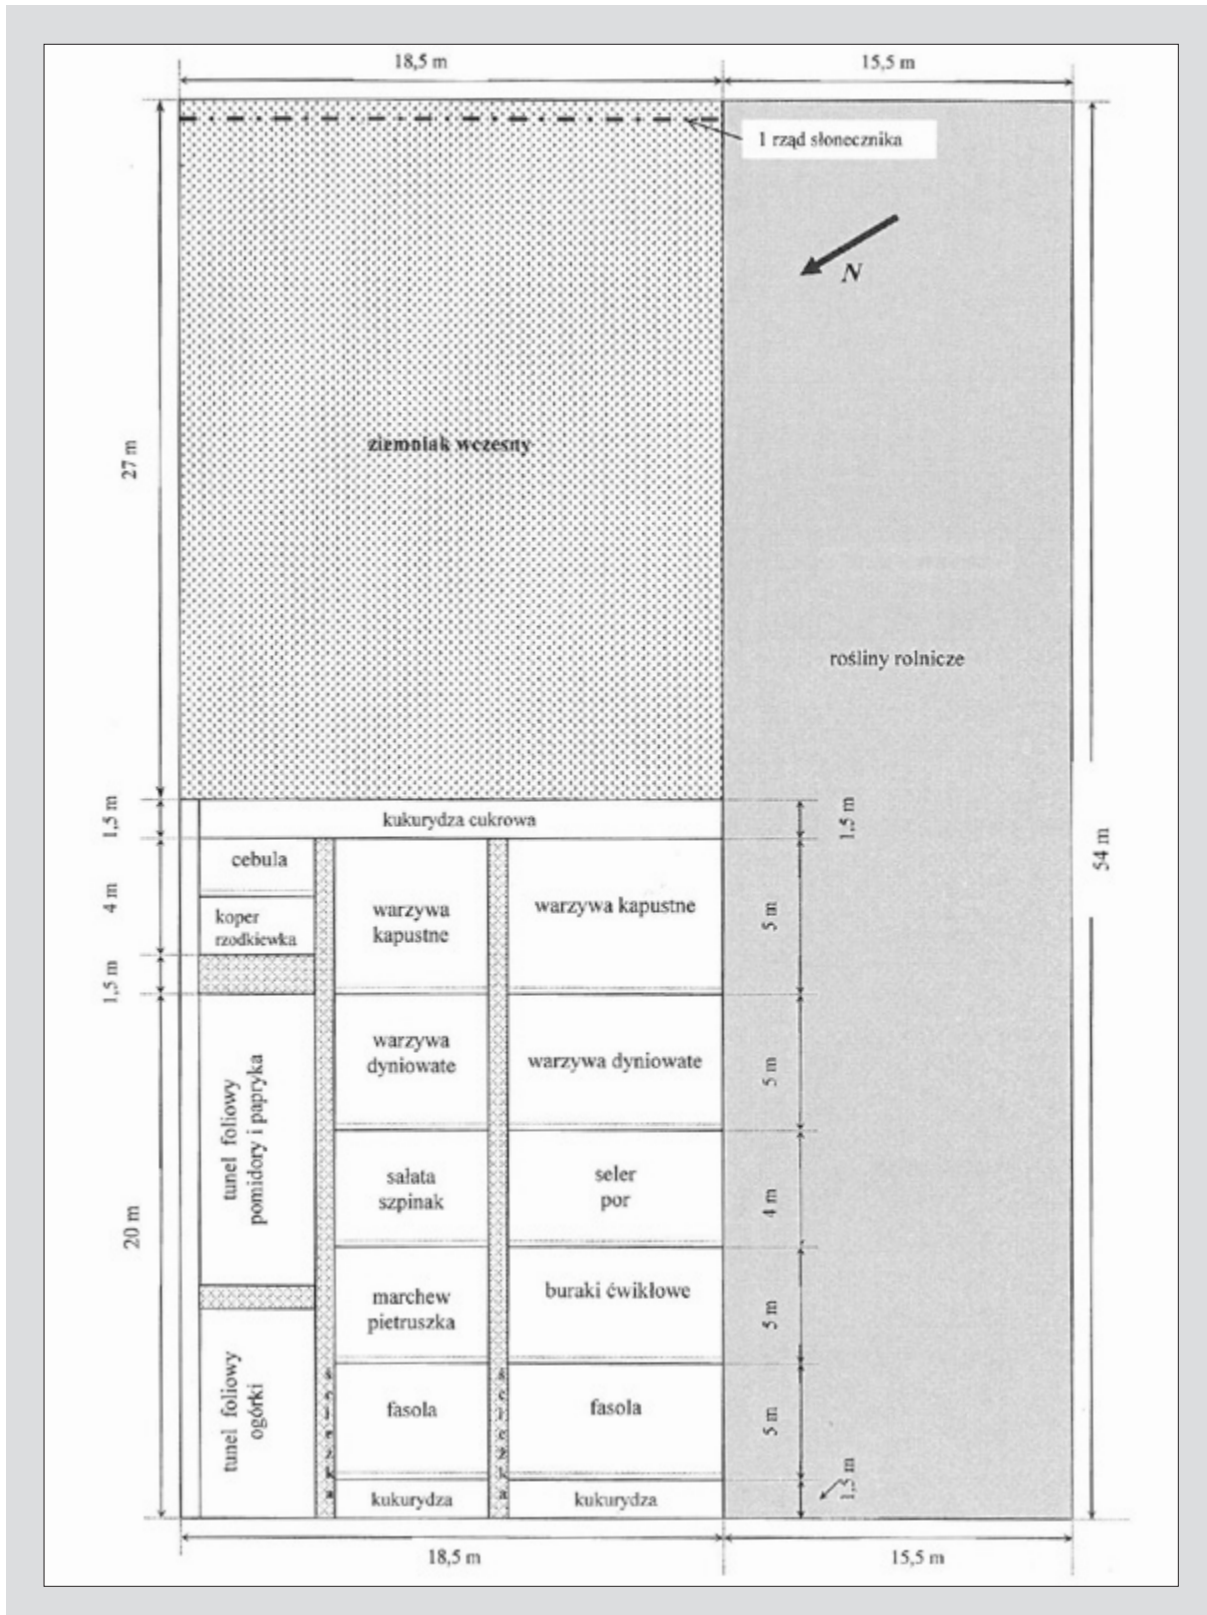 18,5 m
15,5 m
1 rząd słonecznika
N
27 m
ziemniak wczesny
rośliny rolnicze
1,5 m
kukurydza cukrowa
1,5 m
54 m
4 m
cebula
koper
rzodkiewka
warzywa
kapustne
warzywa kapustne
5 m
1,5 m
20 m
tunel foliowy
pomidory i papryka
warzywa
dyniowate
warzywa dyniowate
5 m
sałata
szpinak
seler
por
4 m
marchew
pietruszka
buraki ćwikłowe
5 m
tunel foliowy
ogórki
ścieżka
fasola
ścieżka
fasola
5 m
kukurydza
kukurydza
1,5 m
18,5 m
15,5 m